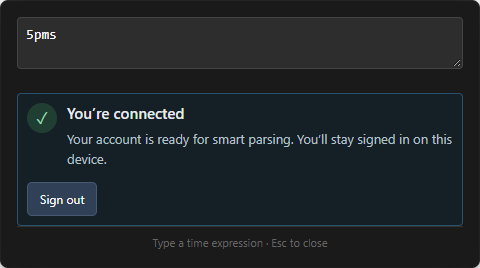 5pms
✓
You’re connected
Your account is ready for smart parsing. You’ll stay signed in on this
device.
Sign out
Type a time expression · Esc to close